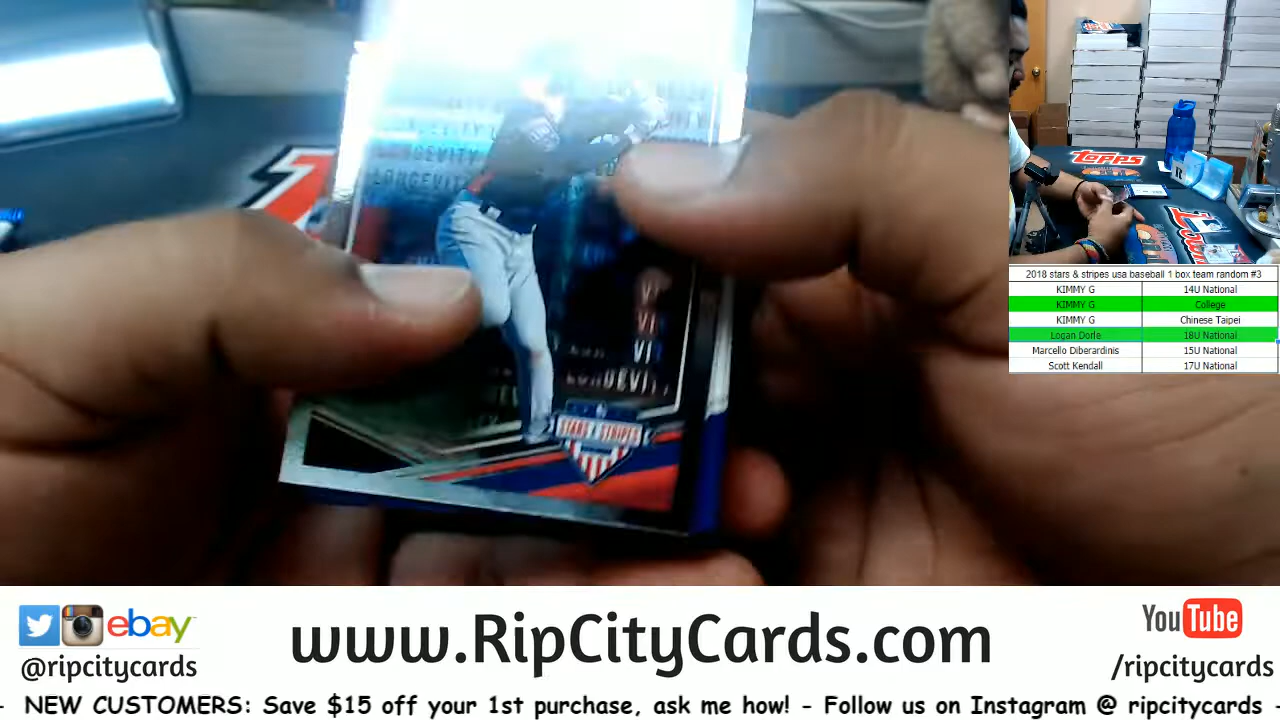 STARS & STRIPES
LONGEVITY
Topps
2018 stars & stripes usa baseball 1 box team random #3
KIMMY G 14U National
KIMMY G College
KIMMY G Chinese Taipei
Logan Dorle 18U National
Marcello Diberardinis 15U National
Scott Kendall 17U National
ebay
@ripcitycards
www.RipCityCards.com
YouTube
/ripcitycards
- NEW CUSTOMERS: Save $15 off your 1st purchase, ask me how! - Follow us on Instagram @ ripcitycards -